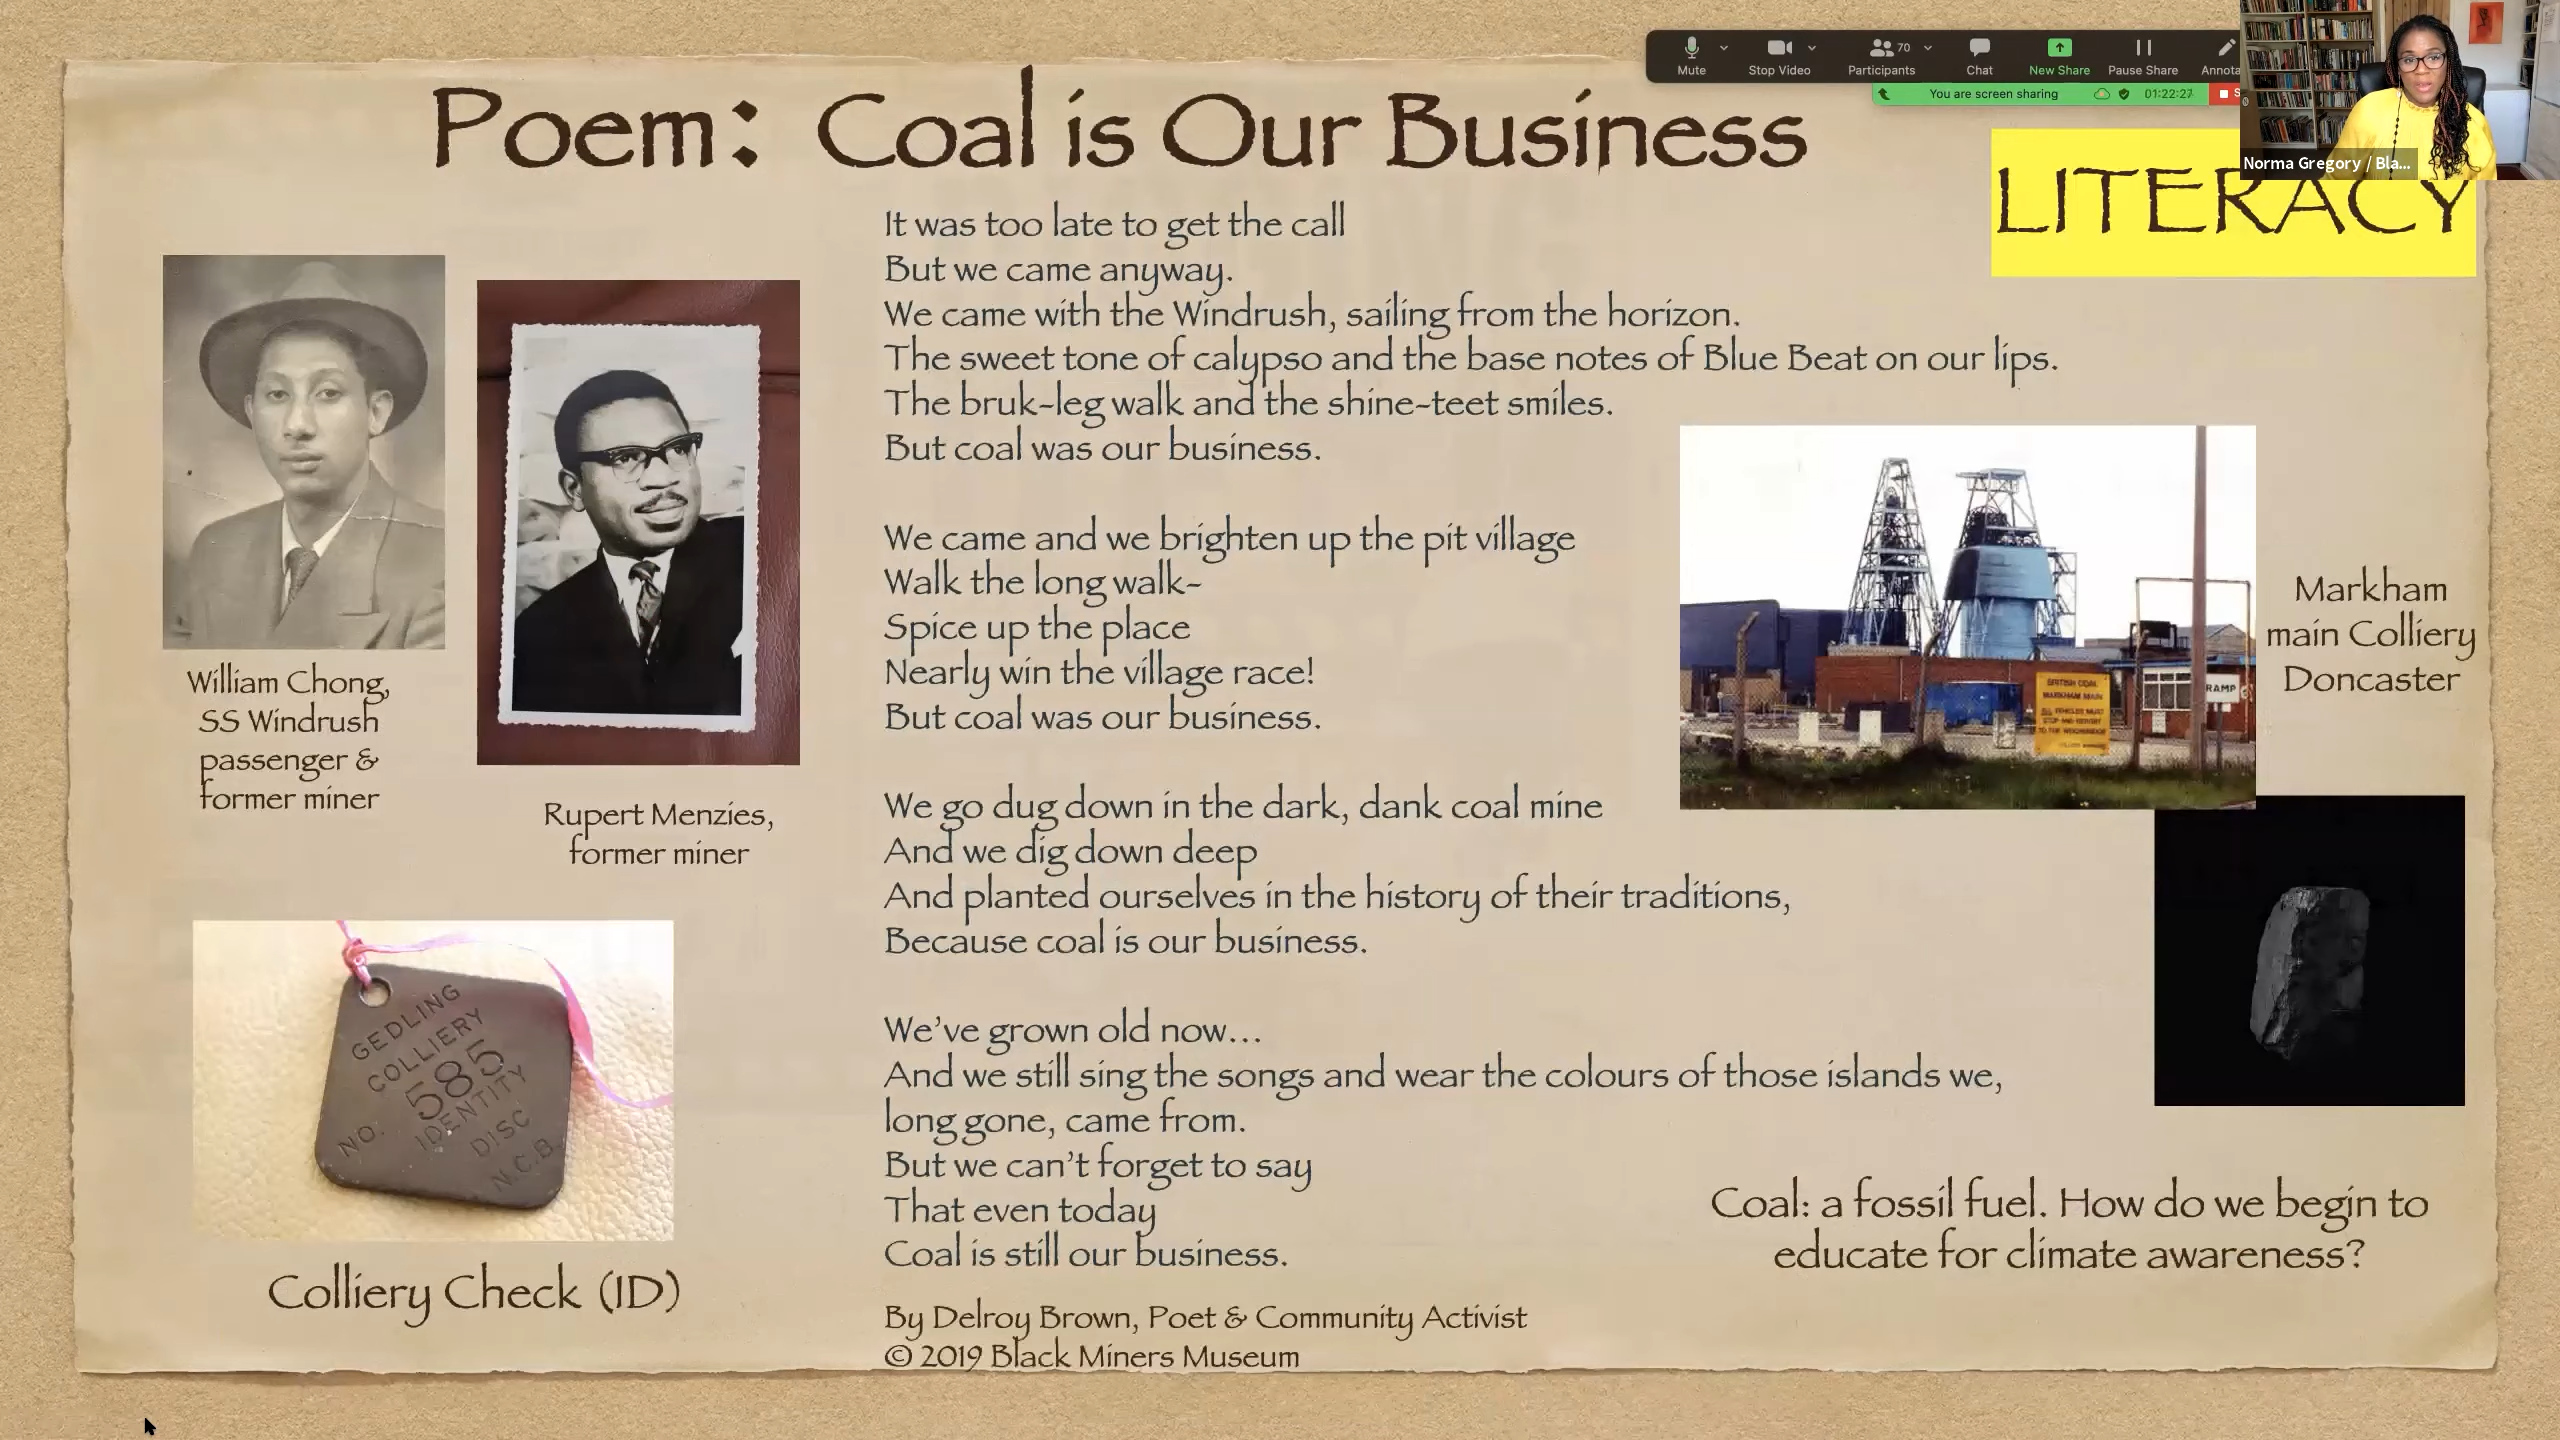 Mute
Stop Video
70
Participants
Chat
New Share
Pause Share
You are screen sharing
01:22:27
Norma Gregory / Bla...
Poem: Coal is Our Business
LITERACY
It was too late to get the call
But we came anyway.
We came with the Windrush, sailing from the horizon.
The sweet tone of calypso and the base notes of Blue Beat on our lips.
The bruk-leg walk and the shine-teet smiles.
But coal was our business.
We came and we brighten up the pit village
Walk the long walk-
Spice up the place
Nearly win the village race!
But coal was our business.
We go dug down in the dark, dank coal mine
And we dig down deep
And planted ourselves in the history of their traditions,
Because coal is our business.
We've grown old now...
And we still sing the songs and wear the colours of those islands we,
long gone, came from.
But we can't forget to say
That even today
Coal is still our business.
By Delroy Brown, Poet & Community Activist
© 2019 Black Miners Museum
William Chong,
SS Windrush
passenger &
former miner
Rupert Menzies,
former miner
GEDLING
COLLIERY
585
NO. IDENTITY
DISC
N.C.B.
Colliery Check (ID)
BRITISH COAL
MARKHAM MAIN
ALL VEHICLES MUST
STOP AND REPORT
TO THE WEIGHBRIDGE
RAMP
Markham
main Colliery
Doncaster
Coal: a fossil fuel. How do we begin to
educate for climate awareness?